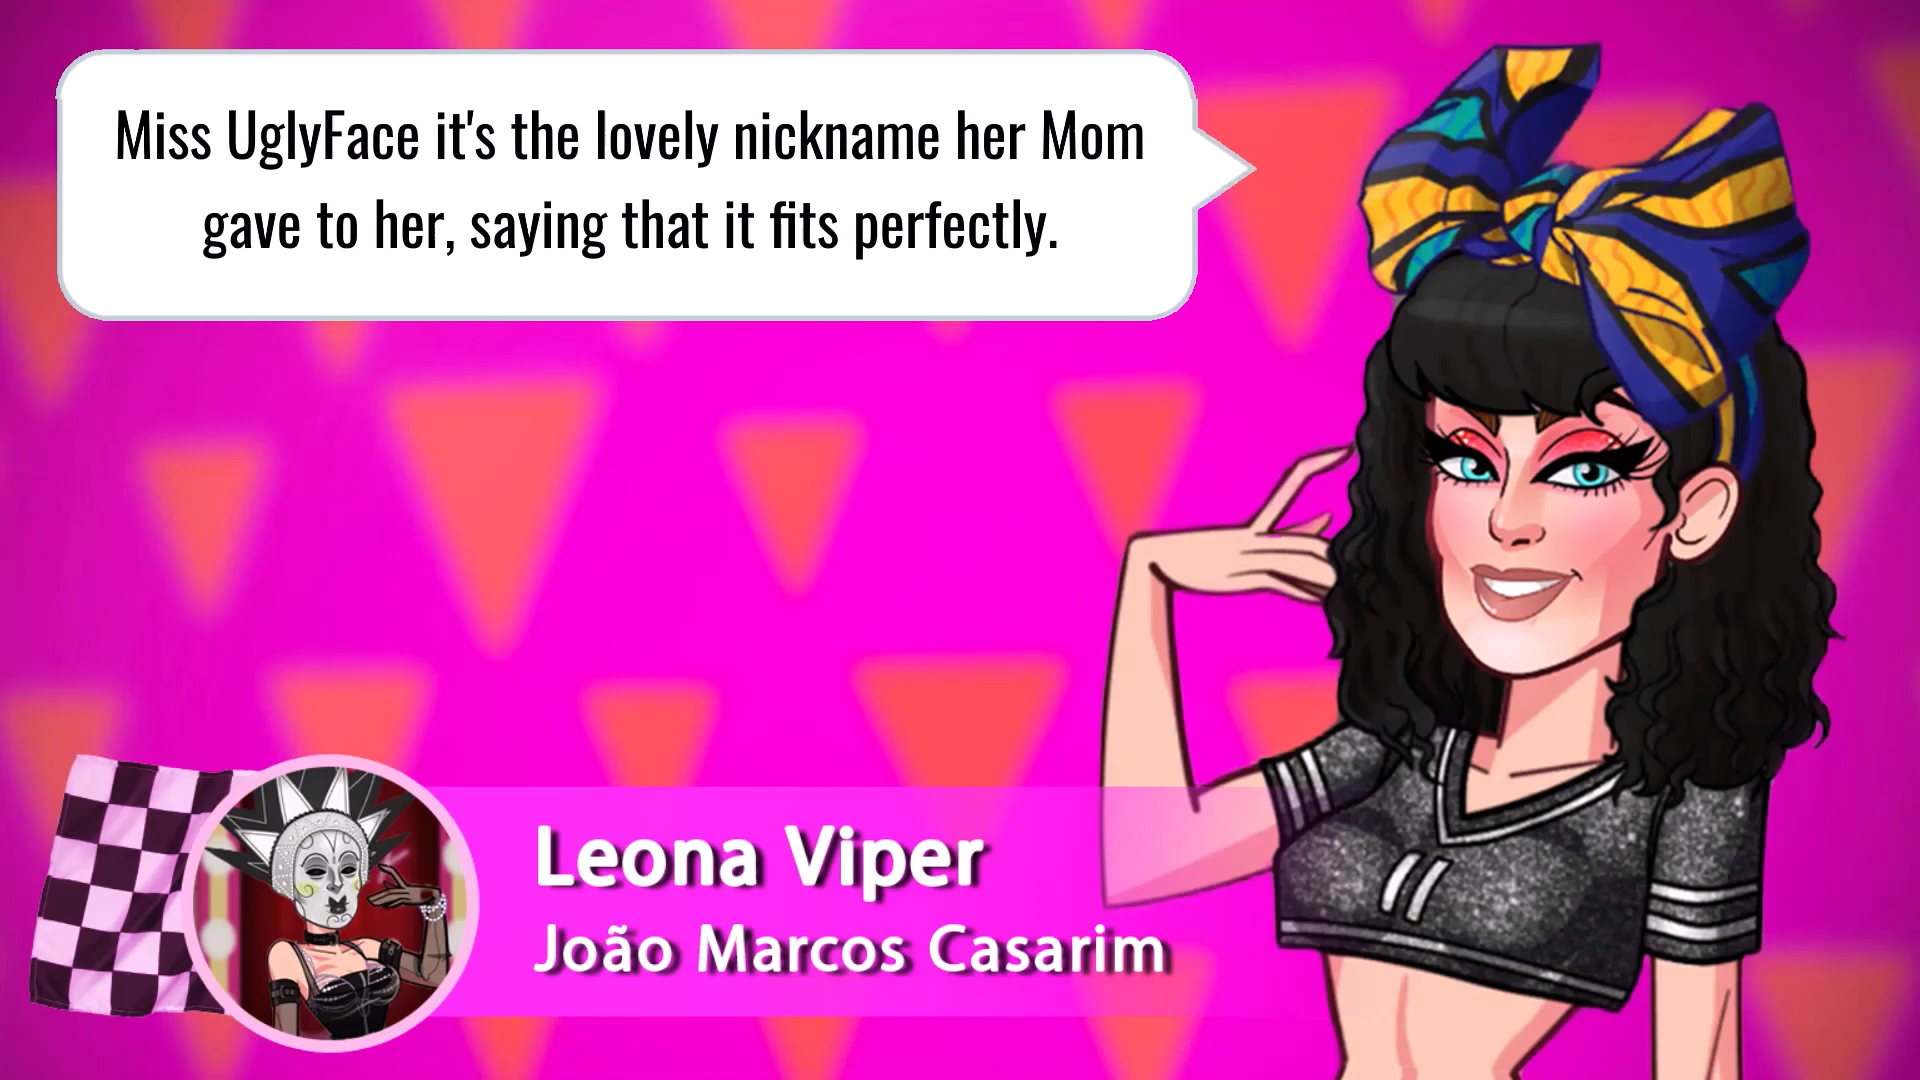 Miss UglyFace it's the lovely nickname her Mom
gave to her, saying that it fits perfectly.
Leona Viper
João Marcos Casarim